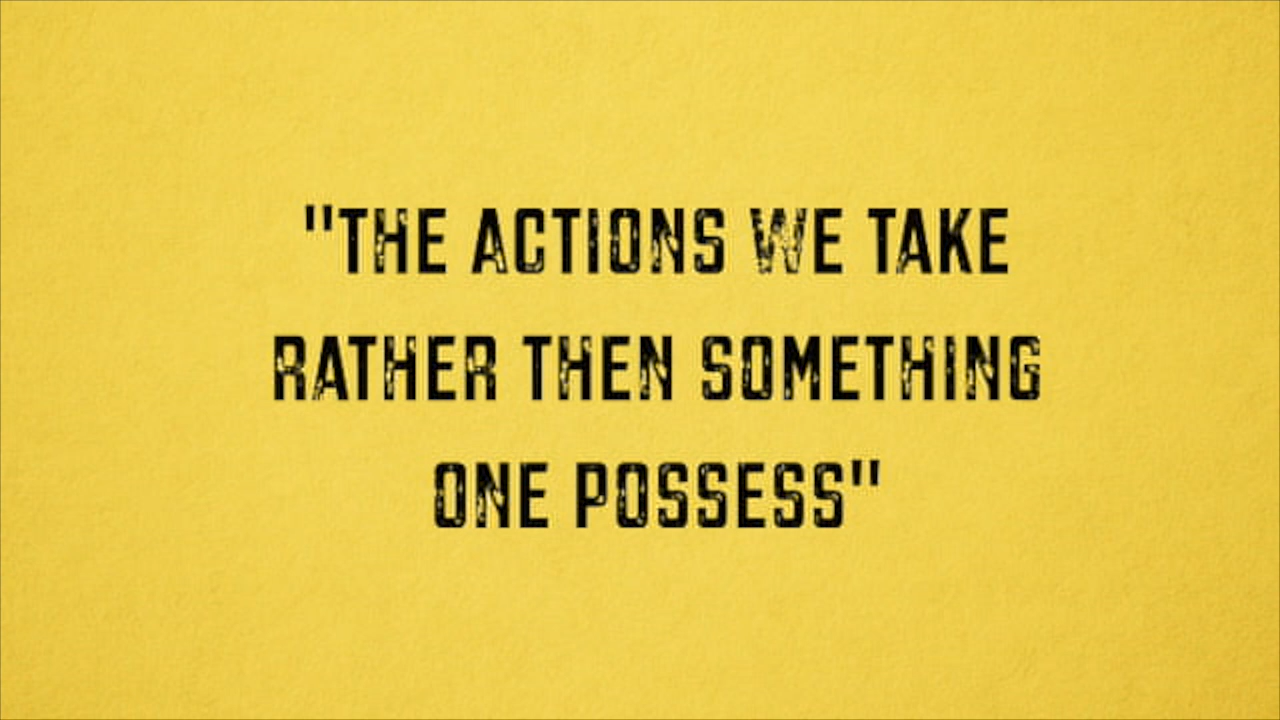 "THE ACTIONS WE TAKE
RATHER THEN SOMETHING
ONE POSSESS"